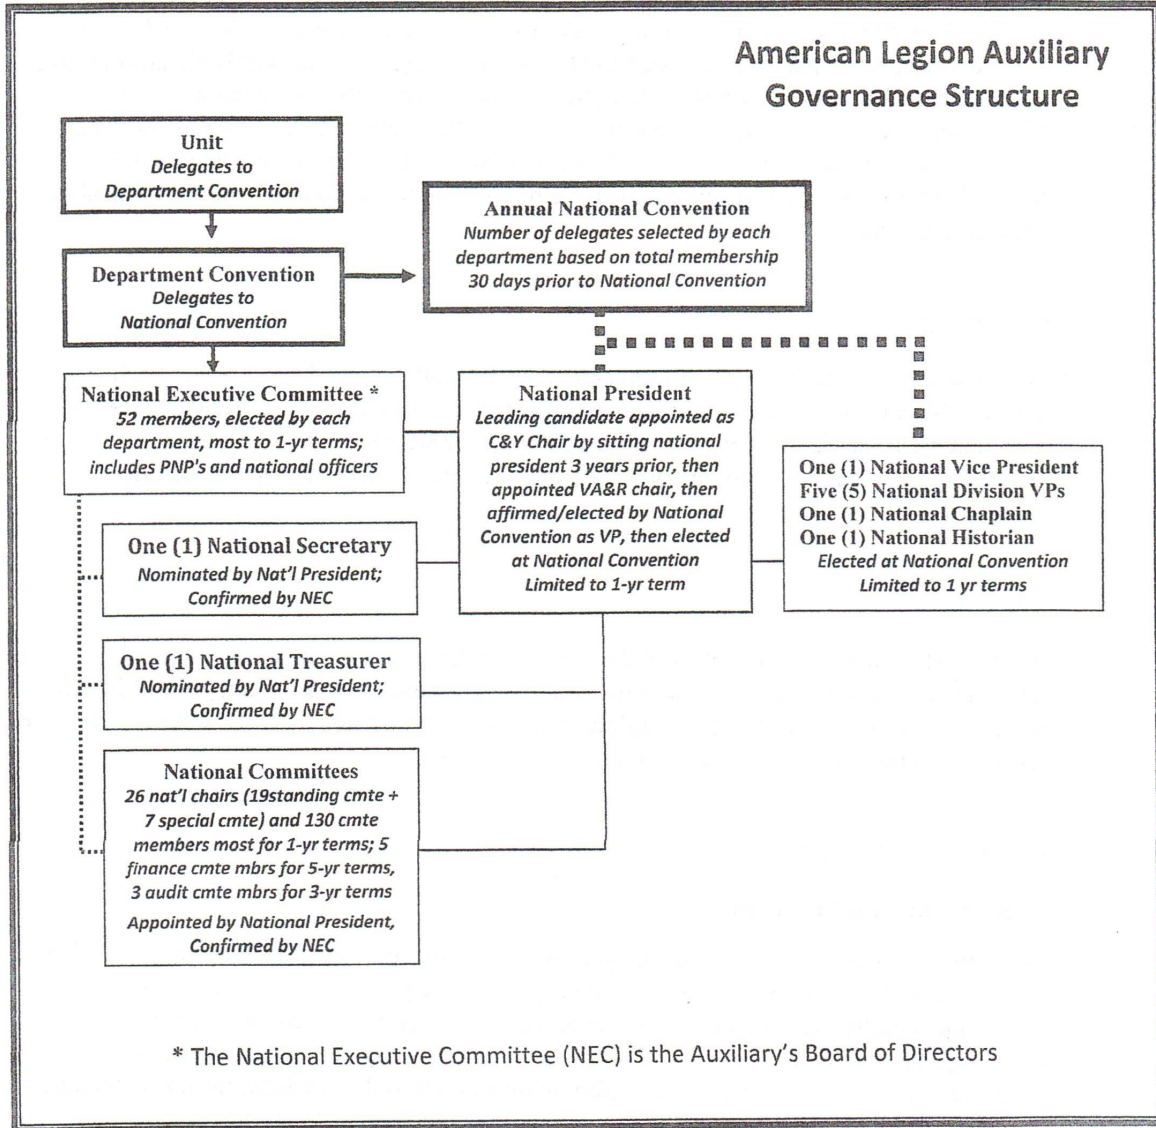 American Legion Auxiliary
Governance Structure
Unit
Delegates to
Department Convention
Annual National Convention
Number of delegates selected by each
department based on total membership
30 days prior to National Convention
Department Convention
Delegates to
National Convention
National Executive Committee *
52 members, elected by each
department, most to 1-yr terms;
includes PNP's and national officers
National President
Leading candidate appointed as
C&Y Chair by sitting national
president 3 years prior, then
appointed VA&R chair, then
affirmed/elected by National
Convention as VP, then elected
at National Convention
Limited to 1-yr term
One (1) National Vice President
Five (5) National Division VPs
One (1) National Chaplain
One (1) National Historian
Elected at National Convention
Limited to 1 yr terms
One (1) National Secretary
Nominated by Nat'l President;
Confirmed by NEC
One (1) National Treasurer
Nominated by Nat'l President;
Confirmed by NEC
National Committees
26 nat'l chairs (19standing cmte +
7 special cmte) and 130 cmte
members most for 1-yr terms; 5
finance cmte mbrs for 5-yr terms,
3 audit cmte mbrs for 3-yr terms
Appointed by National President,
Confirmed by NEC
* The National Executive Committee (NEC) is the Auxiliary's Board of Directors